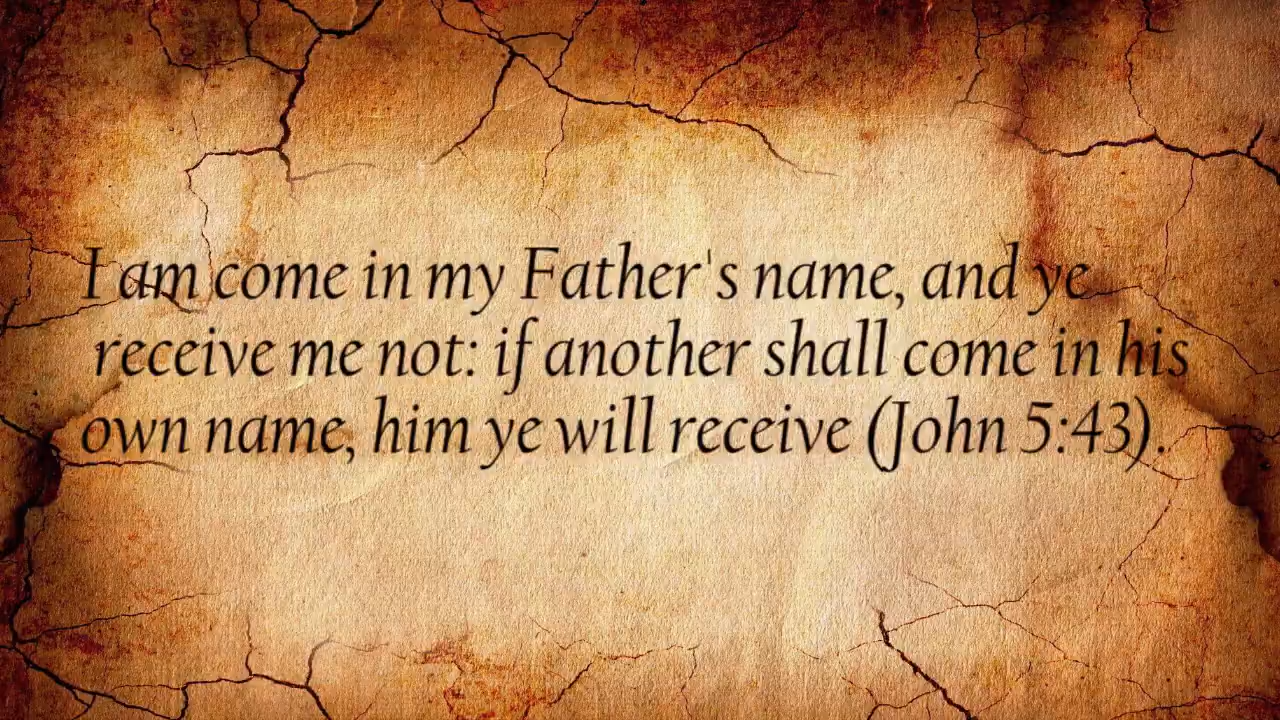 I am come in my Father's name, and ye
receive me not: if another shall come in his
own name, him ye will receive (John 5:43).